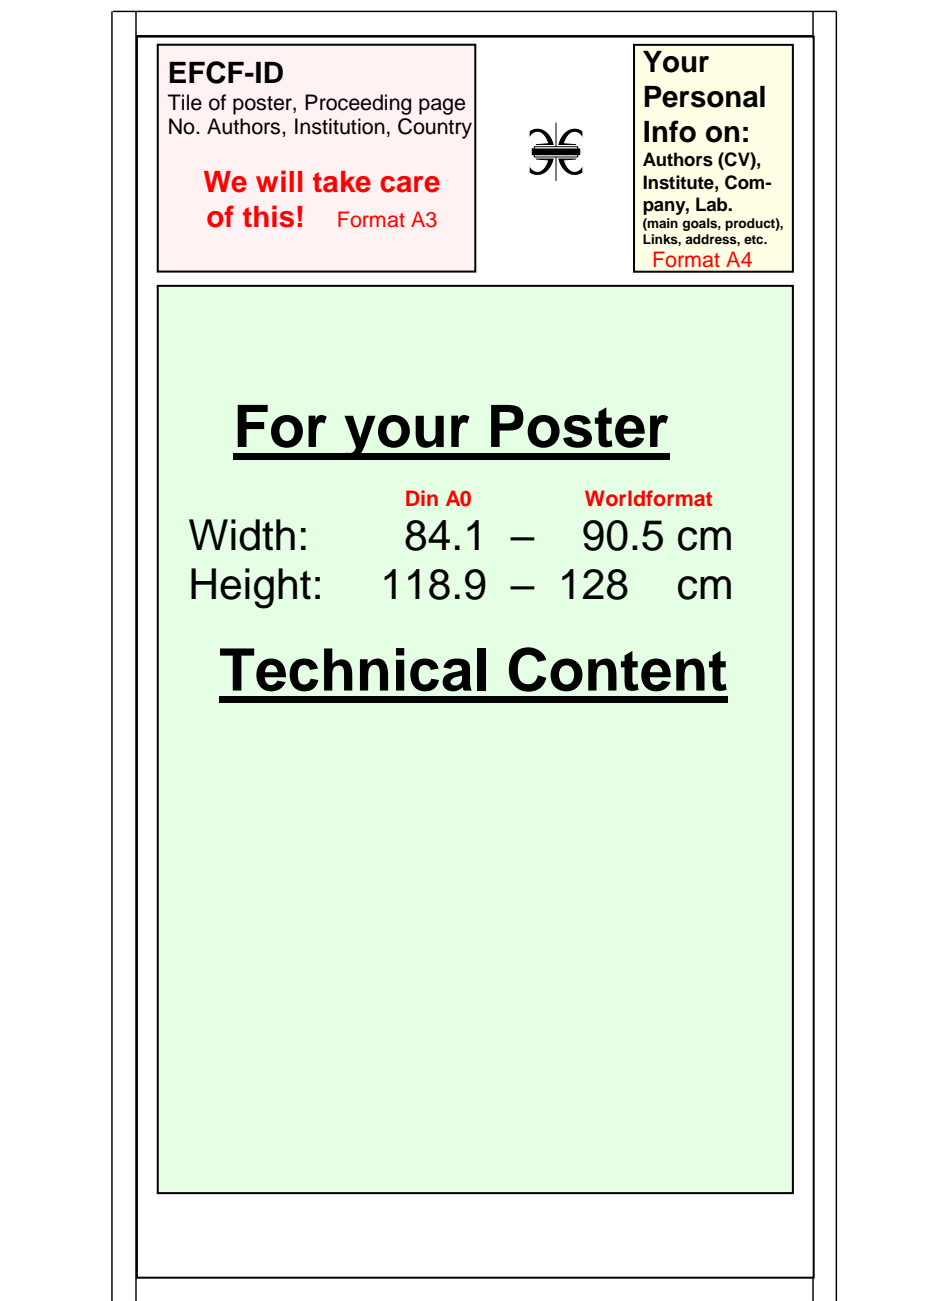 EFCF-ID
Tile of poster, Proceeding page
No. Authors, Institution, Country
We will take care
of this! Format A3
Your
Personal
Info on:
Authors (CV),
Institute, Com-
pany, Lab.
(main goals, product),
Links, address, etc.
Format A4
For your Poster
Din A0 Worldformat
Width: 84.1 – 90.5 cm
Height: 118.9 – 128 cm
Technical Content